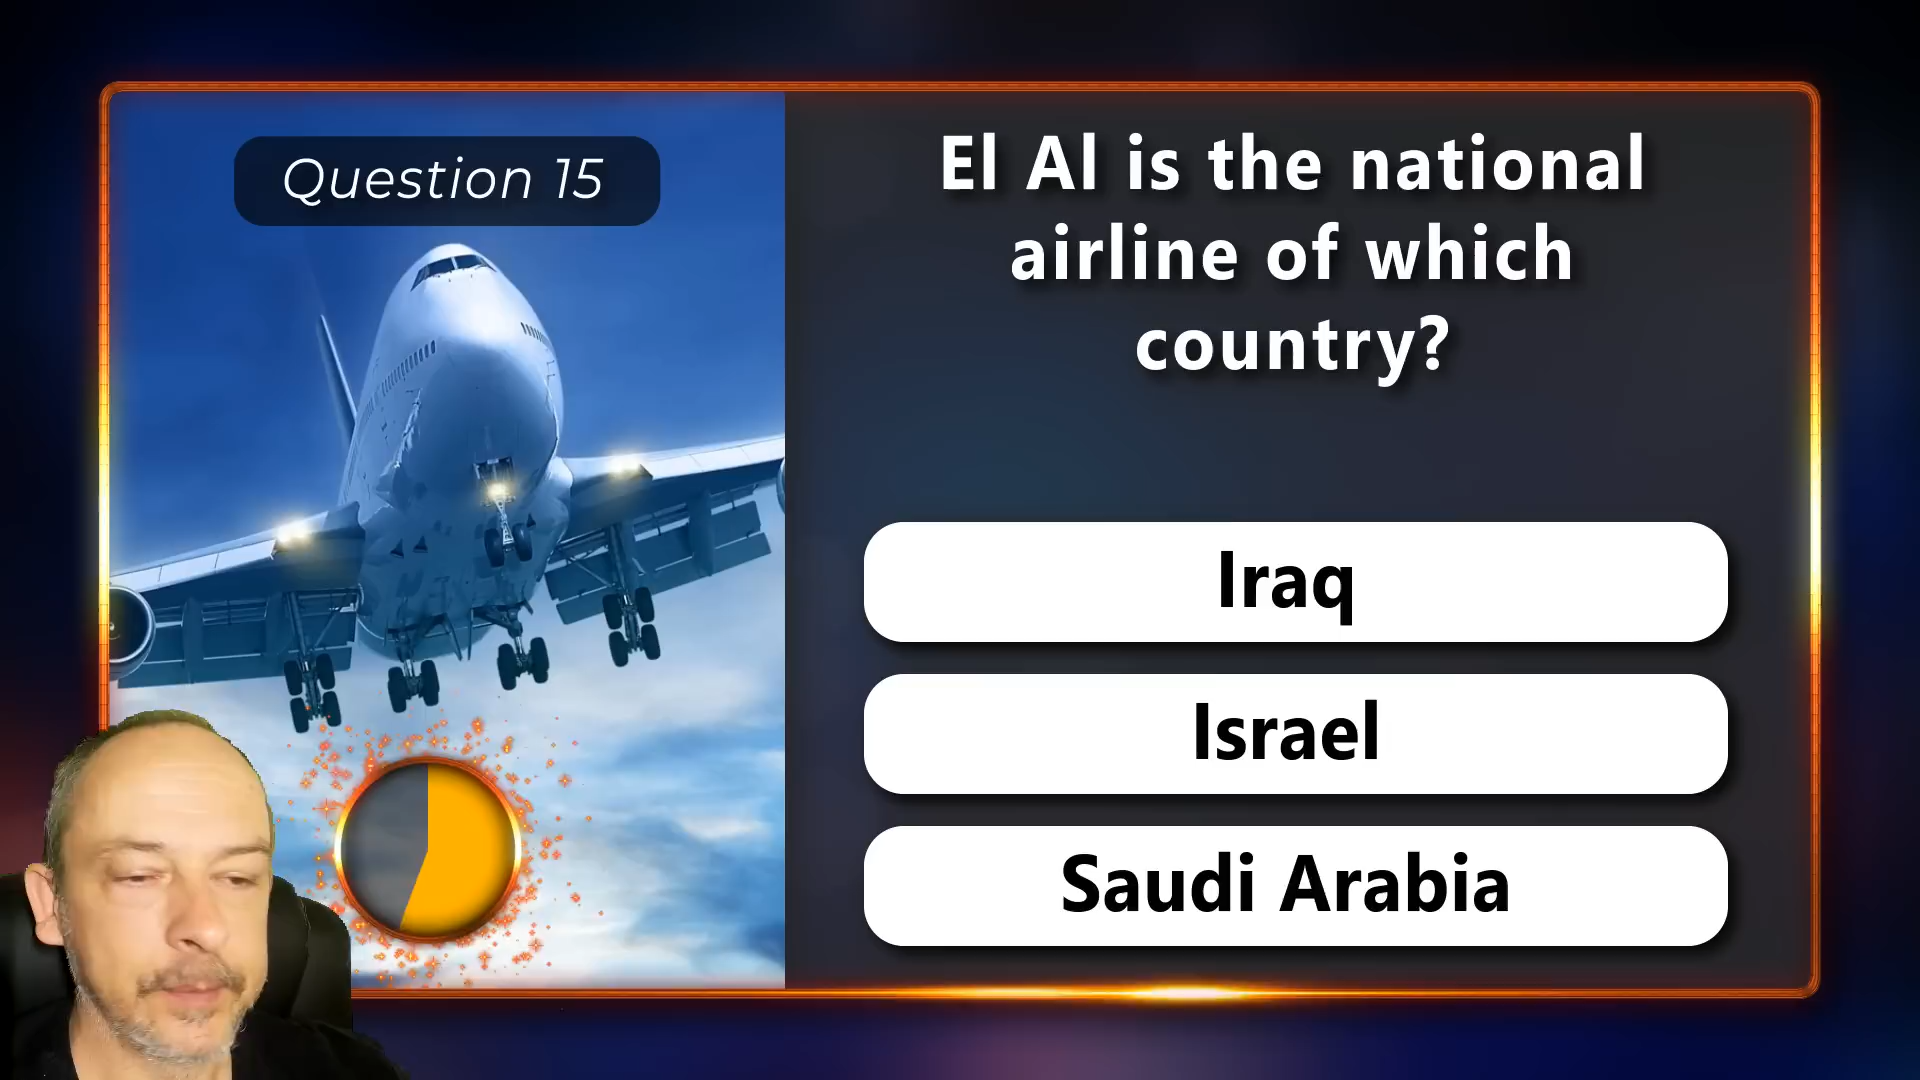 Question 15
El Al is the national
airline of which
country?
Iraq
Israel
Saudi Arabia